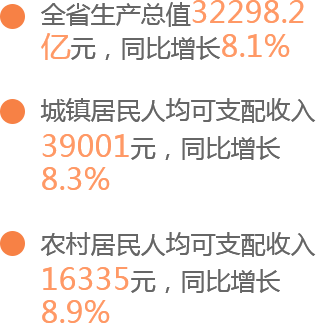 全省生产总值32298.2
亿元，同比增长8.1%
城镇居民人均可支配收入
39001元，同比增长
8.3%
农村居民人均可支配收入
16335元，同比增长
8.9%